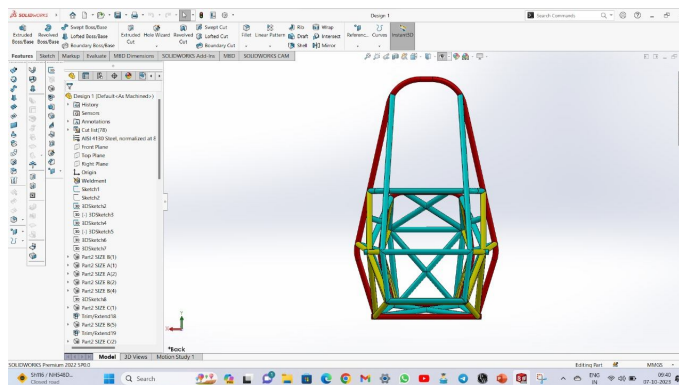 SOLIDWORKS
Design 1
Search Commands
Extruded Boss/Base
Revolved Boss/Base
Swept Boss/Base
Lofted Boss/Base
Boundary Boss/Base
Extruded Cut
Hole Wizard
Revolved Cut
Swept Cut
Lofted Cut
Boundary Cut
Fillet
Linear Pattern
Rib
Draft
Shell
Wrap
Intersect
Mirror
Referenc...
Curves
Instant3D
Features Sketch Markup Evaluate MBD Dimensions SOLIDWORKS Add-Ins MBD SOLIDWORKS CAM
Design 1 (Default<As Machined>)
History
Sensors
Annotations
Cut list(78)
AISI 4130 Steel, normalized at 8
Front Plane
Top Plane
Right Plane
Origin
Weldment
Sketch1
Sketch2
3DSketch2
(-) 3DSketch3
3DSketch4
(-) 3DSketch5
3DSketch6
3DSketch7
Part2 SIZE B(1)
Part2 SIZE A(1)
Part2 SIZE A(2)
Part2 SIZE B(2)
Part2 SIZE B(4)
3DSketch8
Part2 SIZE C(1)
Trim/Extend18
Part2 SIZE B(5)
Trim/Extend19
Part2 SIZE C(2)
*Back
Model 3D Views Motion Study 1
SOLIDWORKS Premium 2022 SP0.0
Editing Part
MMGS
SH116 / NH548D...
Closed road
Search
ENG
IN
09:40
07-10-2023